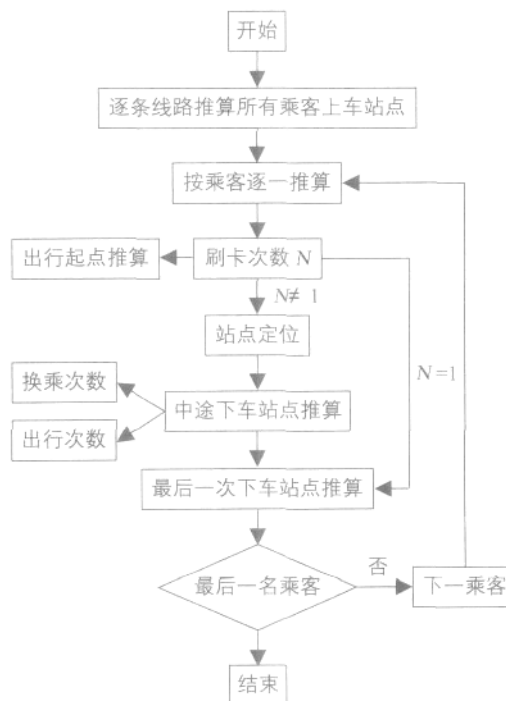 开始
逐条线路推算所有乘客上车站点
按乘客逐一推算
出行起点推算
刷卡次数 N
N≠ 1
站点定位
换乘次数
N=1
中途下车站点推算
出行次数
最后一次下车站点推算
最后一名乘客
否
下一乘客
结束